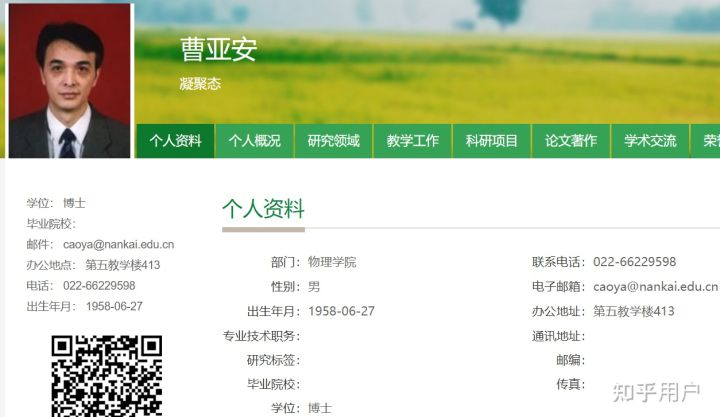 曹亚安
凝聚态
个人资料 个人概况 研究领域 教学工作 科研项目 论文著作 学术交流
学位： 博士
毕业院校：
邮件： caoya@nankai.edu.cn
办公地点： 第五教学楼413
电话： 022-66229598
出生年月： 1958-06-27
个人资料
部门：物理学院 联系电话：022-66229598
性别：男 电子邮箱：caoya@nankai.edu.cn
出生年月：1958-06-27 办公地址：第五教学楼413
专业技术职务： 通讯地址：
研究标签： 邮编：
毕业院校： 传真：
学位：博士
知乎用户